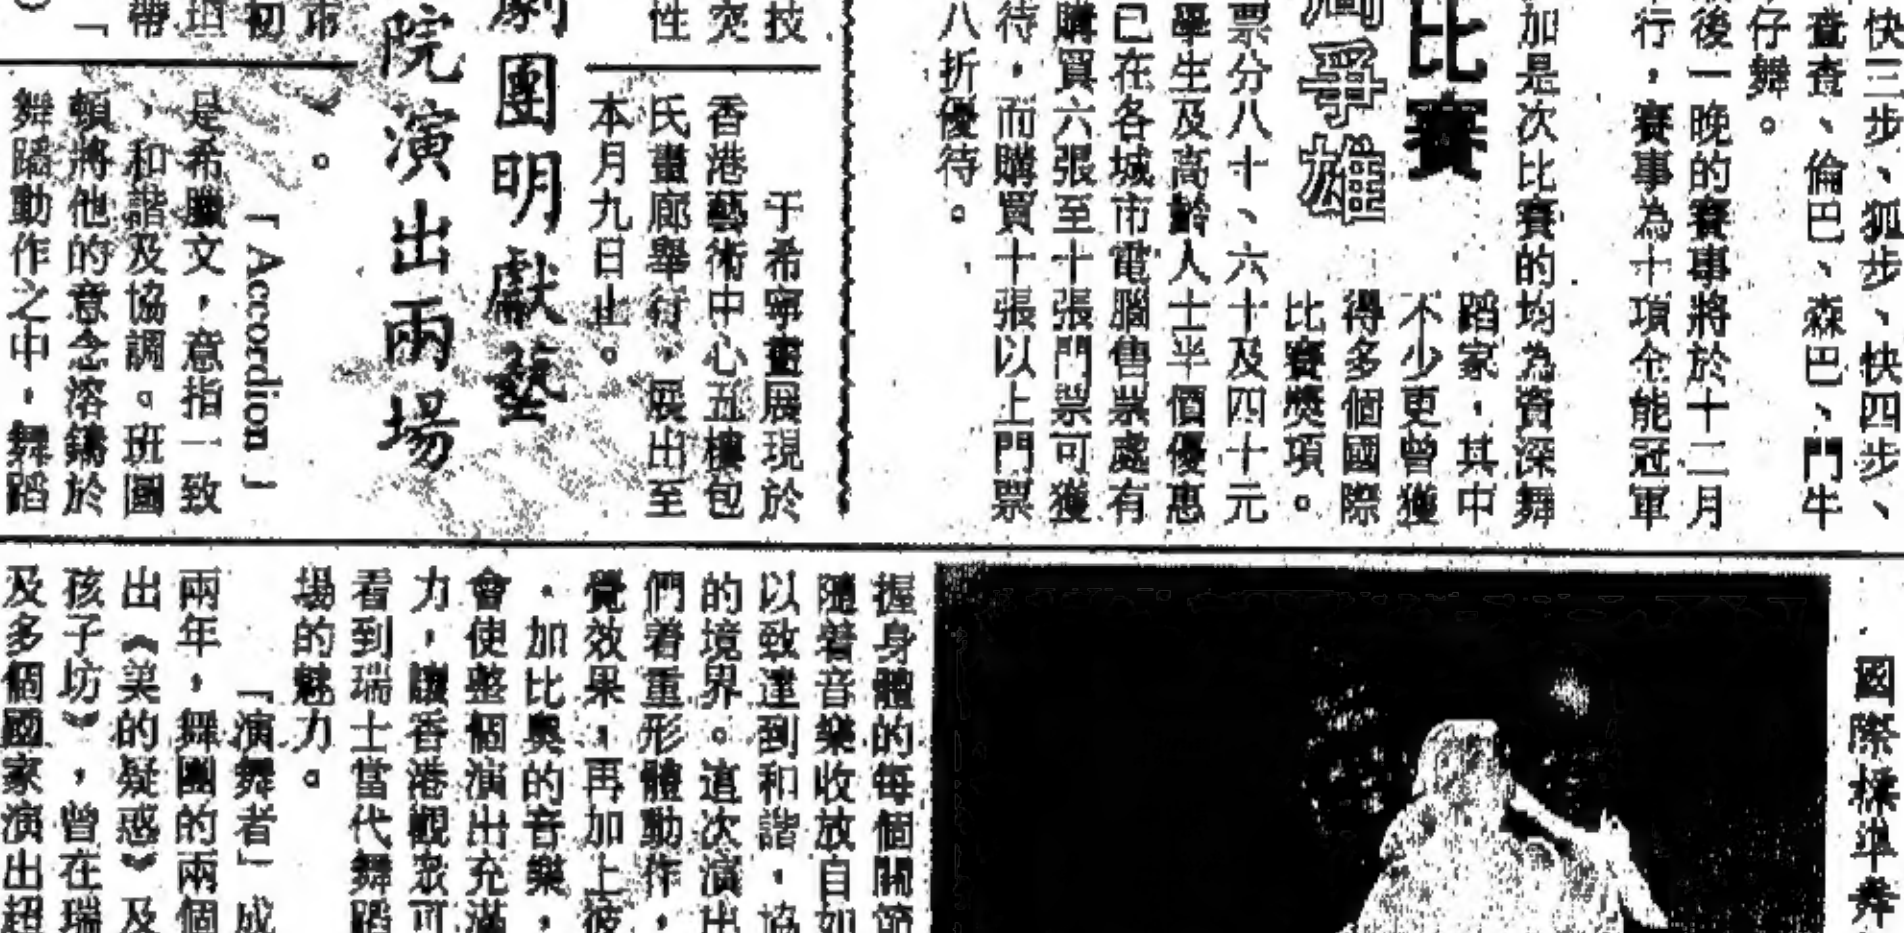 快三步、狐步、快四步、
查查、倫巴、森巴、門牛
仔舞。
後一晚的賽事將於十二月
行，賽事為十項全能冠軍
加是次比賽的均為資深舞
蹈家，其中
不少更曾獲
得多個國際
比賽獎項。
比賽
爭雄
票分八十、六十及四十元
學生及高齡人士半價優惠
已在各城市電腦售票處有
購買六張至十張門票可獲
待，而購買十張以上門票
八折優待。
技
突
性
于希寧畫展現於
香港藝術中心五樓包
氏畫廊舉行，展出至
本月九日止。
劇團明獻藝
院演出兩場
市
初
坦
帶「
。
「Accordion」
是希臘文，意指一致
，和諧及協調。班圖
頓將他的意念溶鑄於
舞蹈動作之中，舞蹈
國際標準舞
握身體的每個關節
隨着音樂收放自如
以致達到和諧，協
的境界。這次演出
們着重形體動作，
覺效果，再加上彼
，加比奧的音樂，
會使整個演出充滿
力，讓香港觀眾可
看到瑞士當代舞蹈
場的魅力。
「演舞者」成
兩年，舞團的兩個
出《美的疑惑》及
孩子坊》，曾在瑞
及多個國家演出超